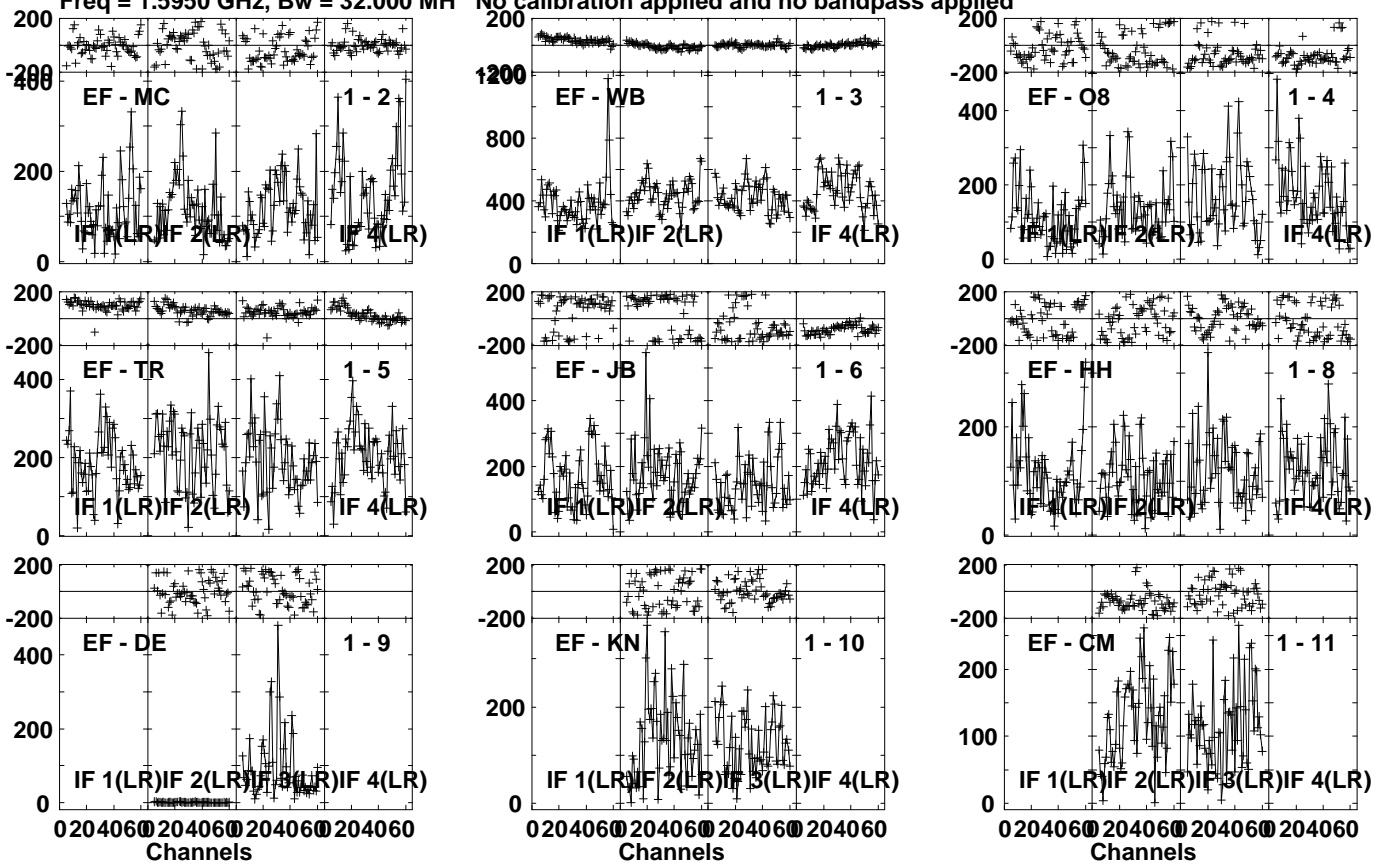 Freq = 1.5950 GHz, Bw = 32.000 MH No calibration applied and no bandpass applied
200
-200
EF - MC 1 - 2
400
200
0
IF 1(LR) IF 2(LR) IF 4(LR)
200
-200
EF - WB 1 - 3
1200
800
400
0
IF 1(LR) IF 2(LR) IF 4(LR)
200
-200
EF - O8 1 - 4
400
200
0
IF 1(LR) IF 2(LR) IF 4(LR)
200
-200
EF - TR 1 - 5
400
200
0
IF 1(LR) IF 2(LR) IF 4(LR)
200
-200
EF - JB 1 - 6
400
200
0
IF 1(LR) IF 2(LR) IF 4(LR)
200
-200
EF - HH 1 - 8
200
0
IF 1(LR) IF 2(LR) IF 4(LR)
200
-200
EF - DE 1 - 9
400
200
0
IF 1(LR) IF 2(LR) IF 3(LR) IF 4(LR)
0 20 40 60 0 20 40 60 0 20 40 60 0 20 40 60
Channels
200
-200
EF - KN 1 - 10
200
0
IF 1(LR) IF 2(LR) IF 3(LR) IF 4(LR)
0 20 40 60 0 20 40 60 0 20 40 60 0 20 40 60
Channels
200
-200
EF - CM 1 - 11
200
100
0
IF 1(LR) IF 2(LR) IF 3(LR) IF 4(LR)
0 20 40 60 0 20 40 60 0 20 40 60 0 20 40 60
Channels